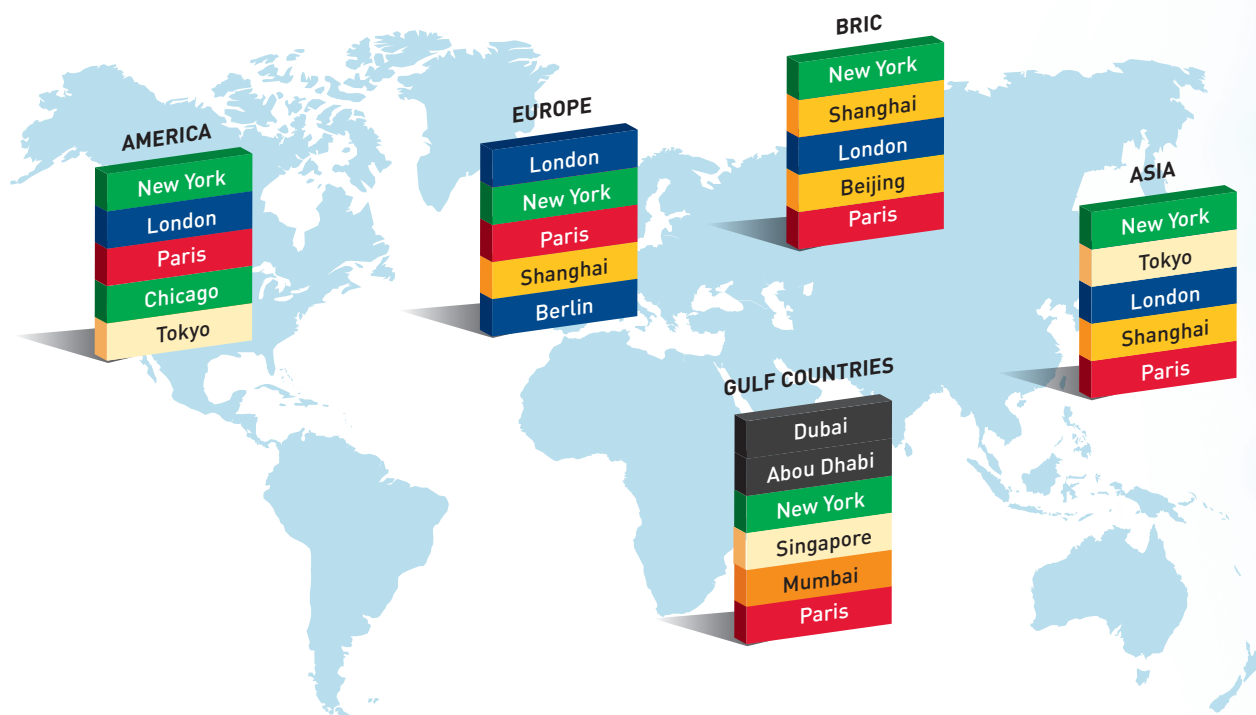 AMERICA
New York
London
Paris
Chicago
Tokyo
EUROPE
London
New York
Paris
Shanghai
Berlin
BRIC
New York
Shanghai
London
Beijing
Paris
ASIA
New York
Tokyo
London
Shanghai
Paris
GULF COUNTRIES
Dubai
Abou Dhabi
New York
Singapore
Mumbai
Paris